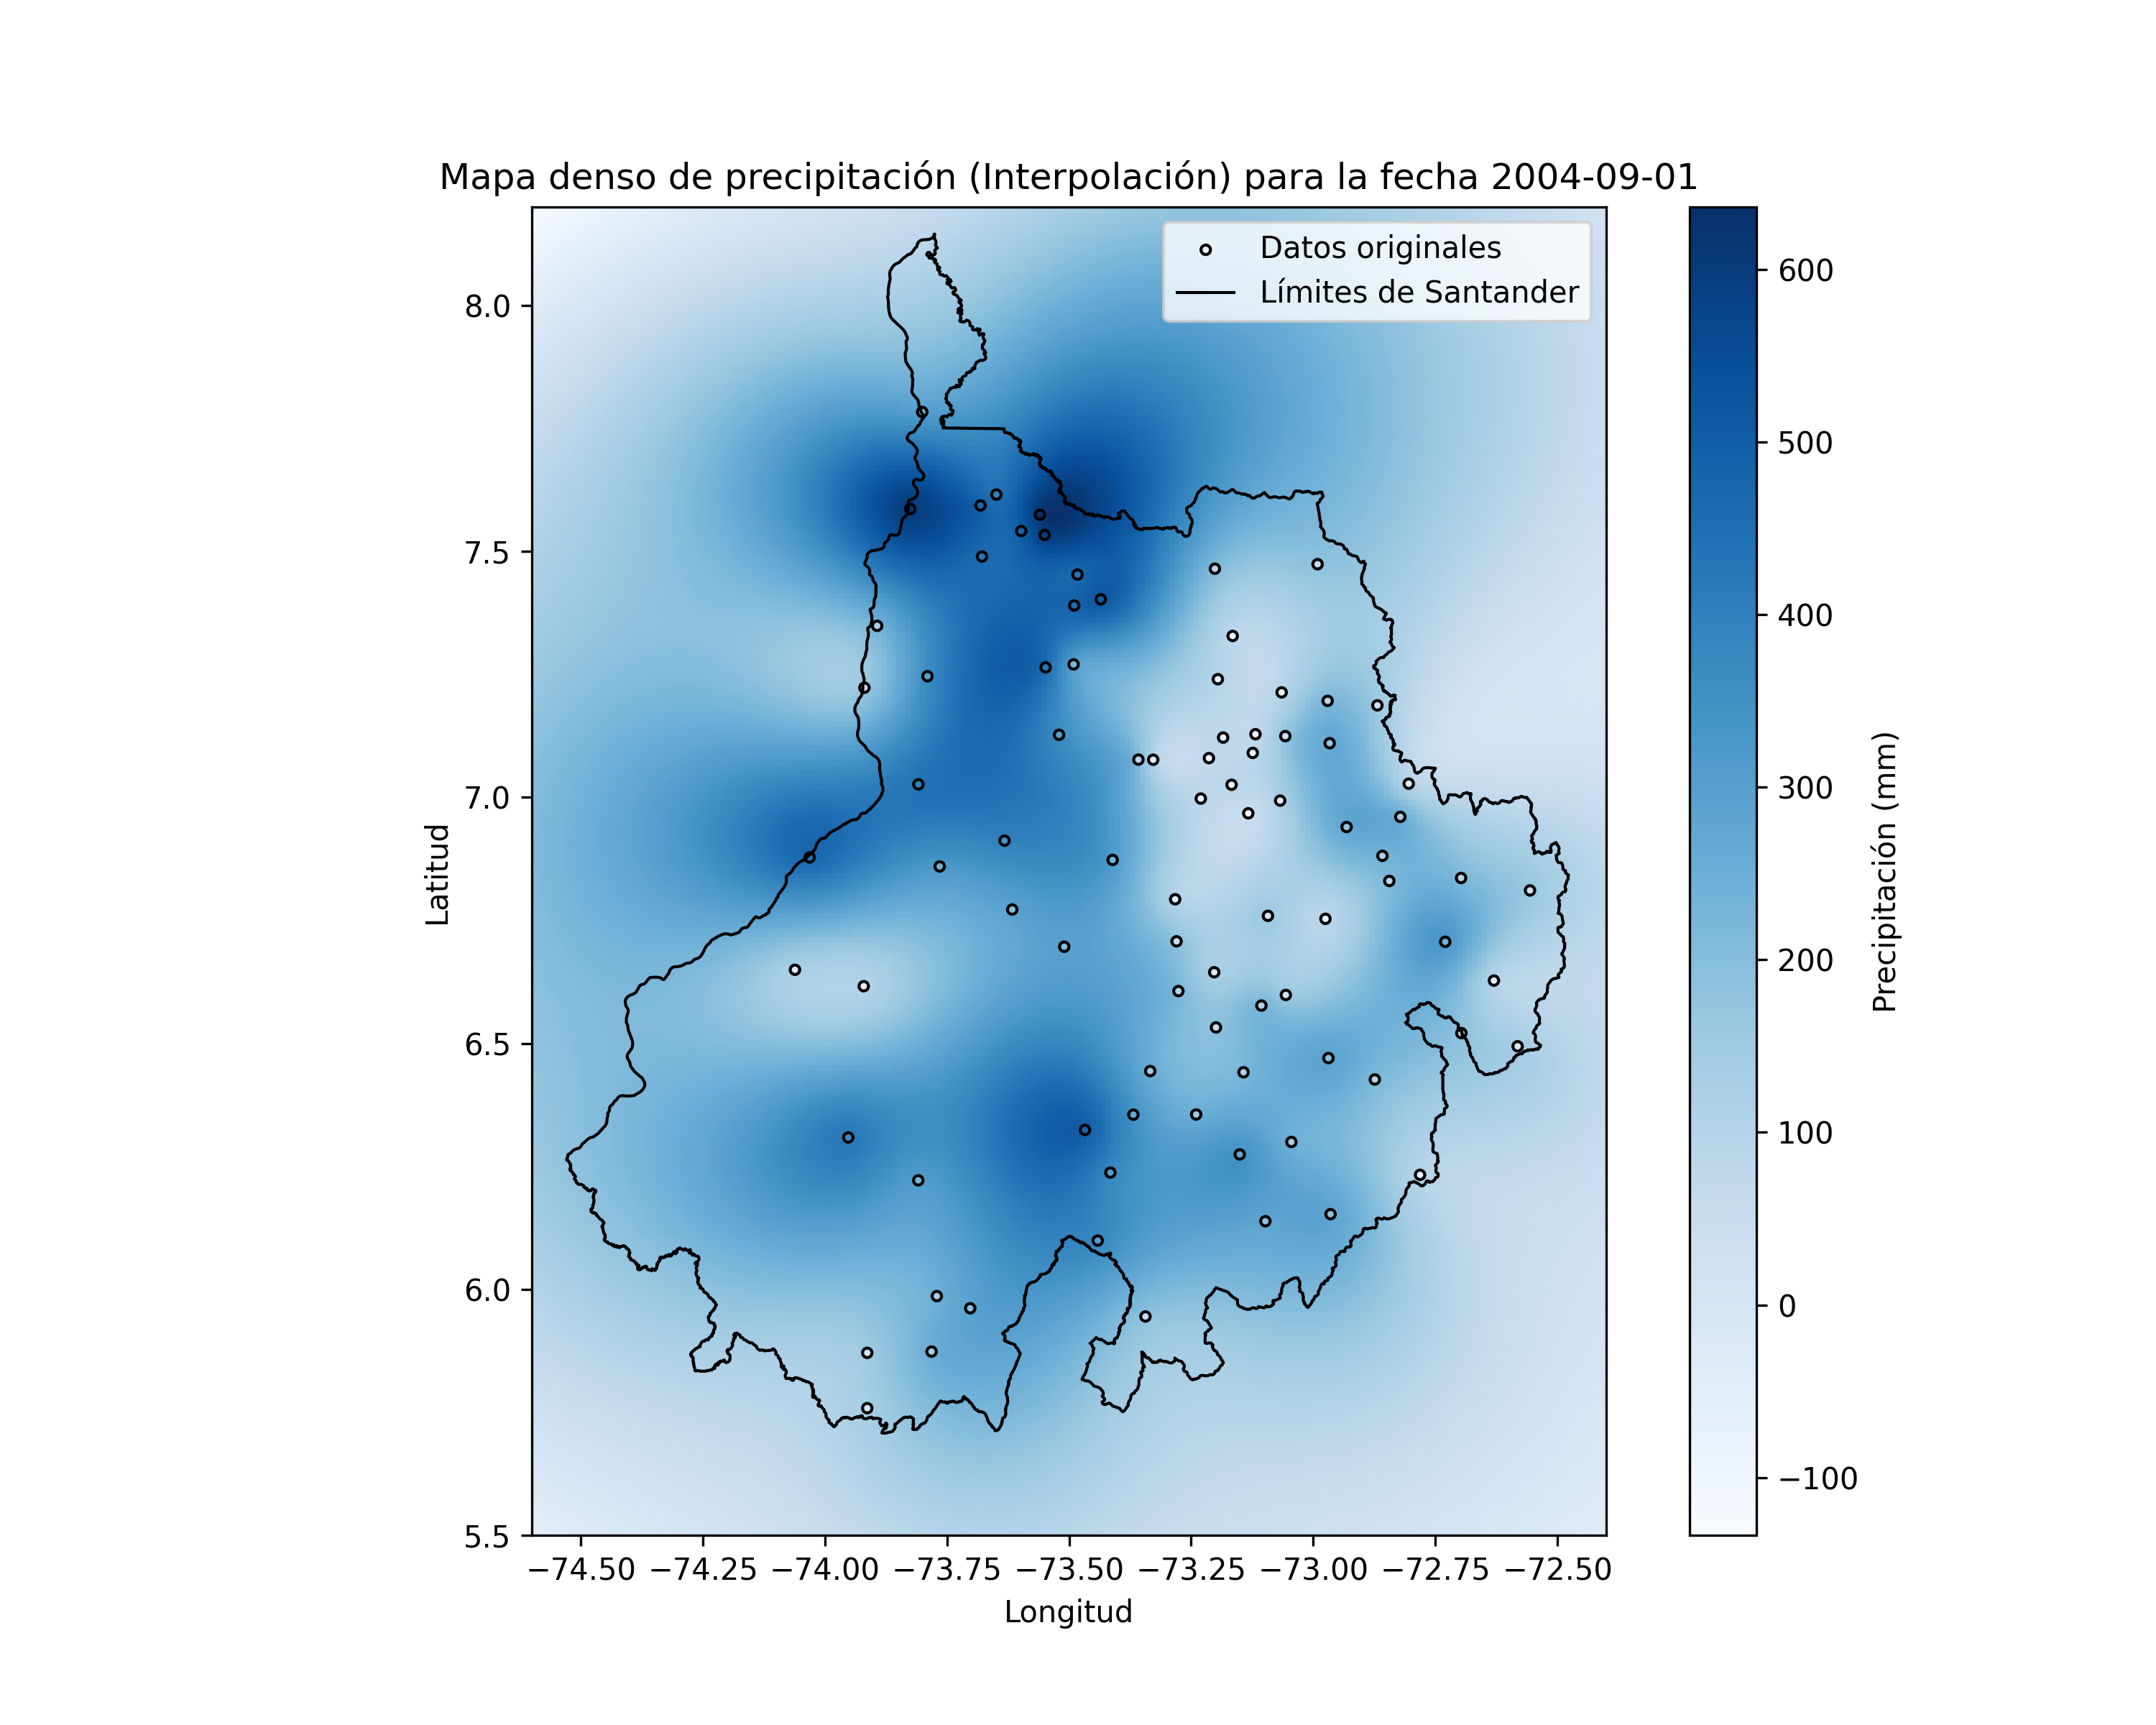 Mapa denso de precipitación (Interpolación) para la fecha 2004-09-01
Datos originales
Límites de Santander
8.0
7.5
7.0
6.5
6.0
5.5
Latitud
−74.50 −74.25 −74.00 −73.75 −73.50 −73.25 −73.00 −72.75 −72.50
Longitud
600
500
400
300
200
100
0
−100
Precipitación (mm)